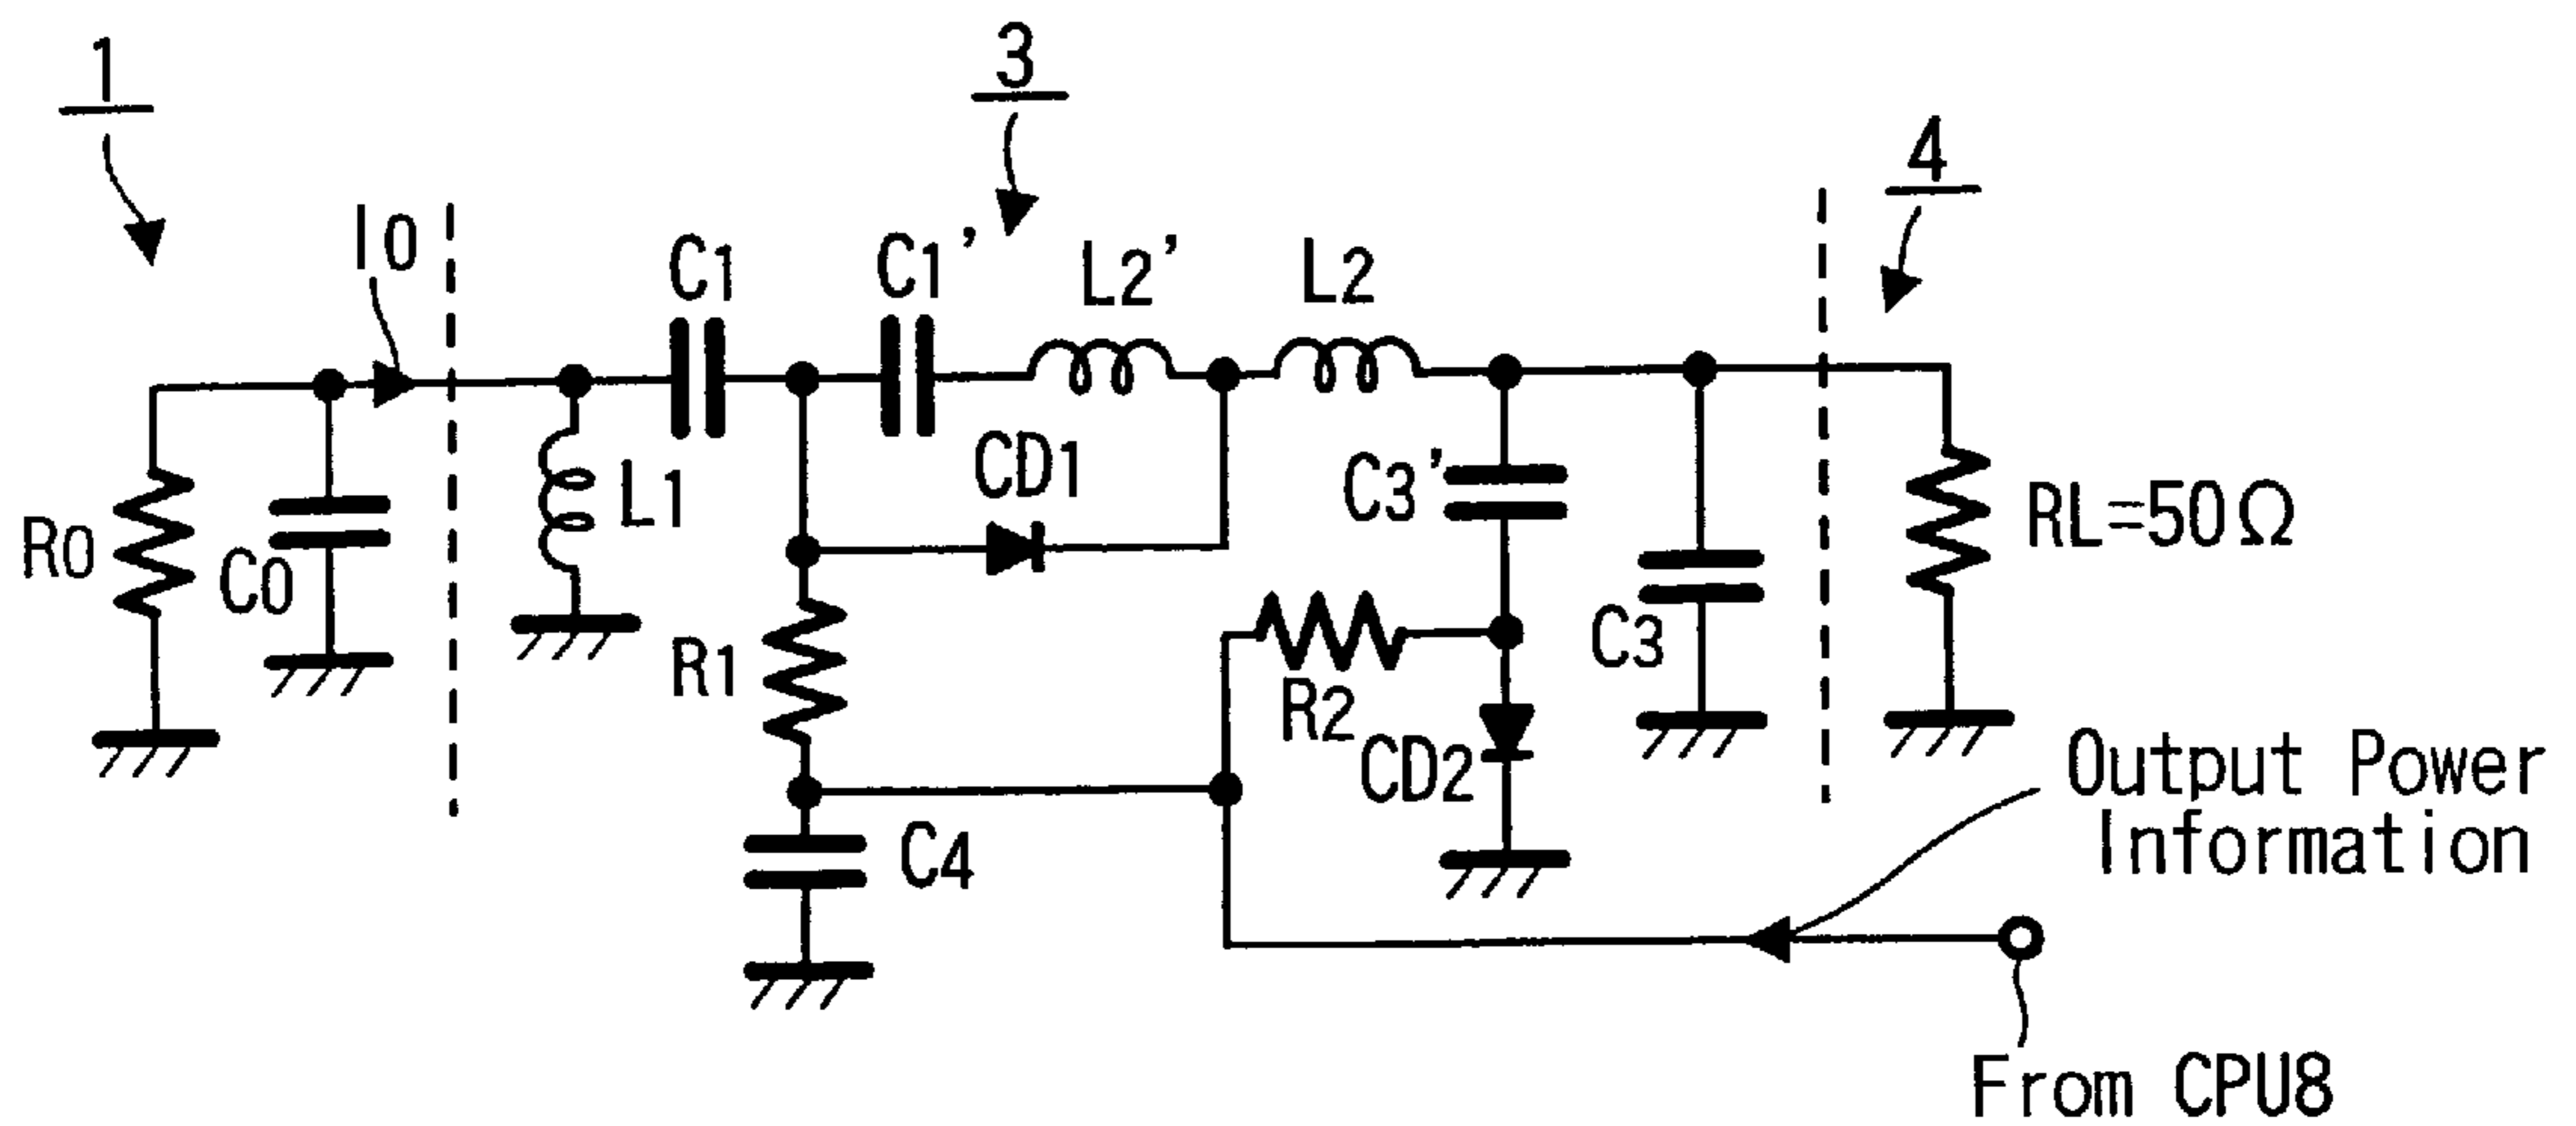 1
3
4
I0
C1
C1'
L2'
L2
CD1
L1
C3'
R0
C0
RL=50Ω
R1
R2
C3
CD2
C4
Output Power
Information
From CPU8